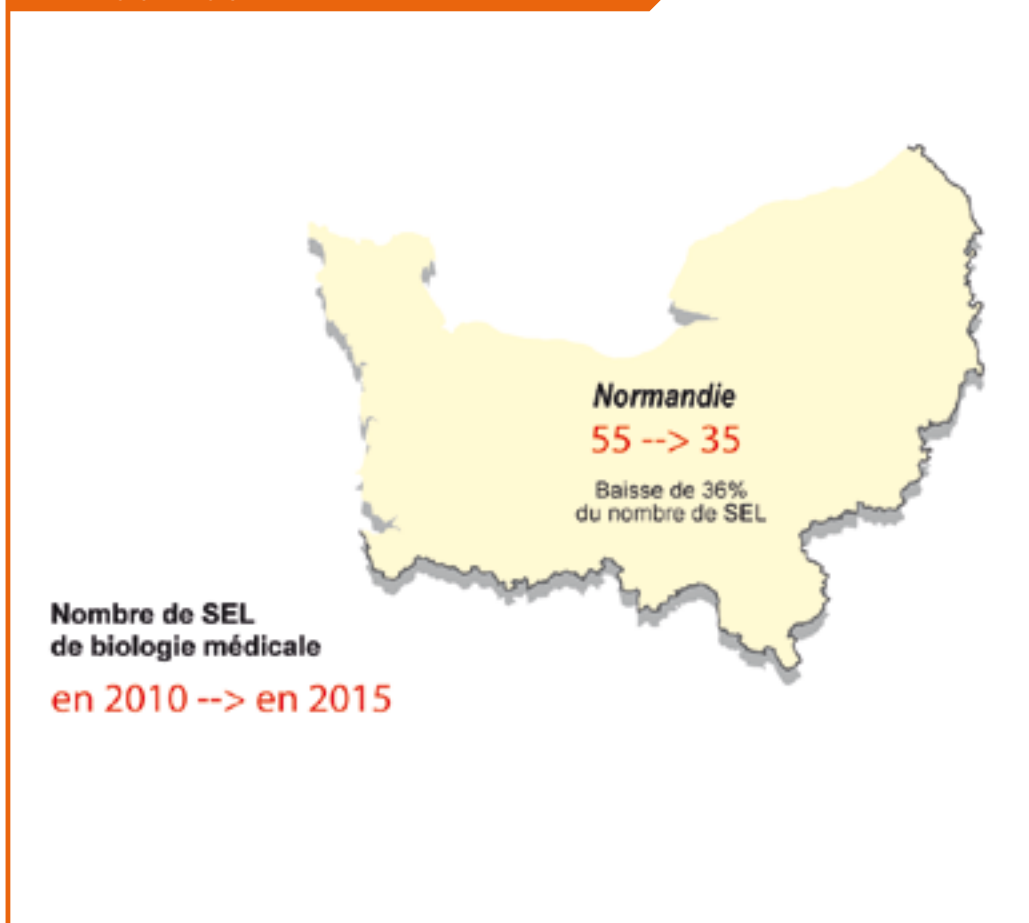 Normandie
55 --> 35
Baisse de 36%
du nombre de SEL
Nombre de SEL
de biologie médicale
en 2010 --> en 2015